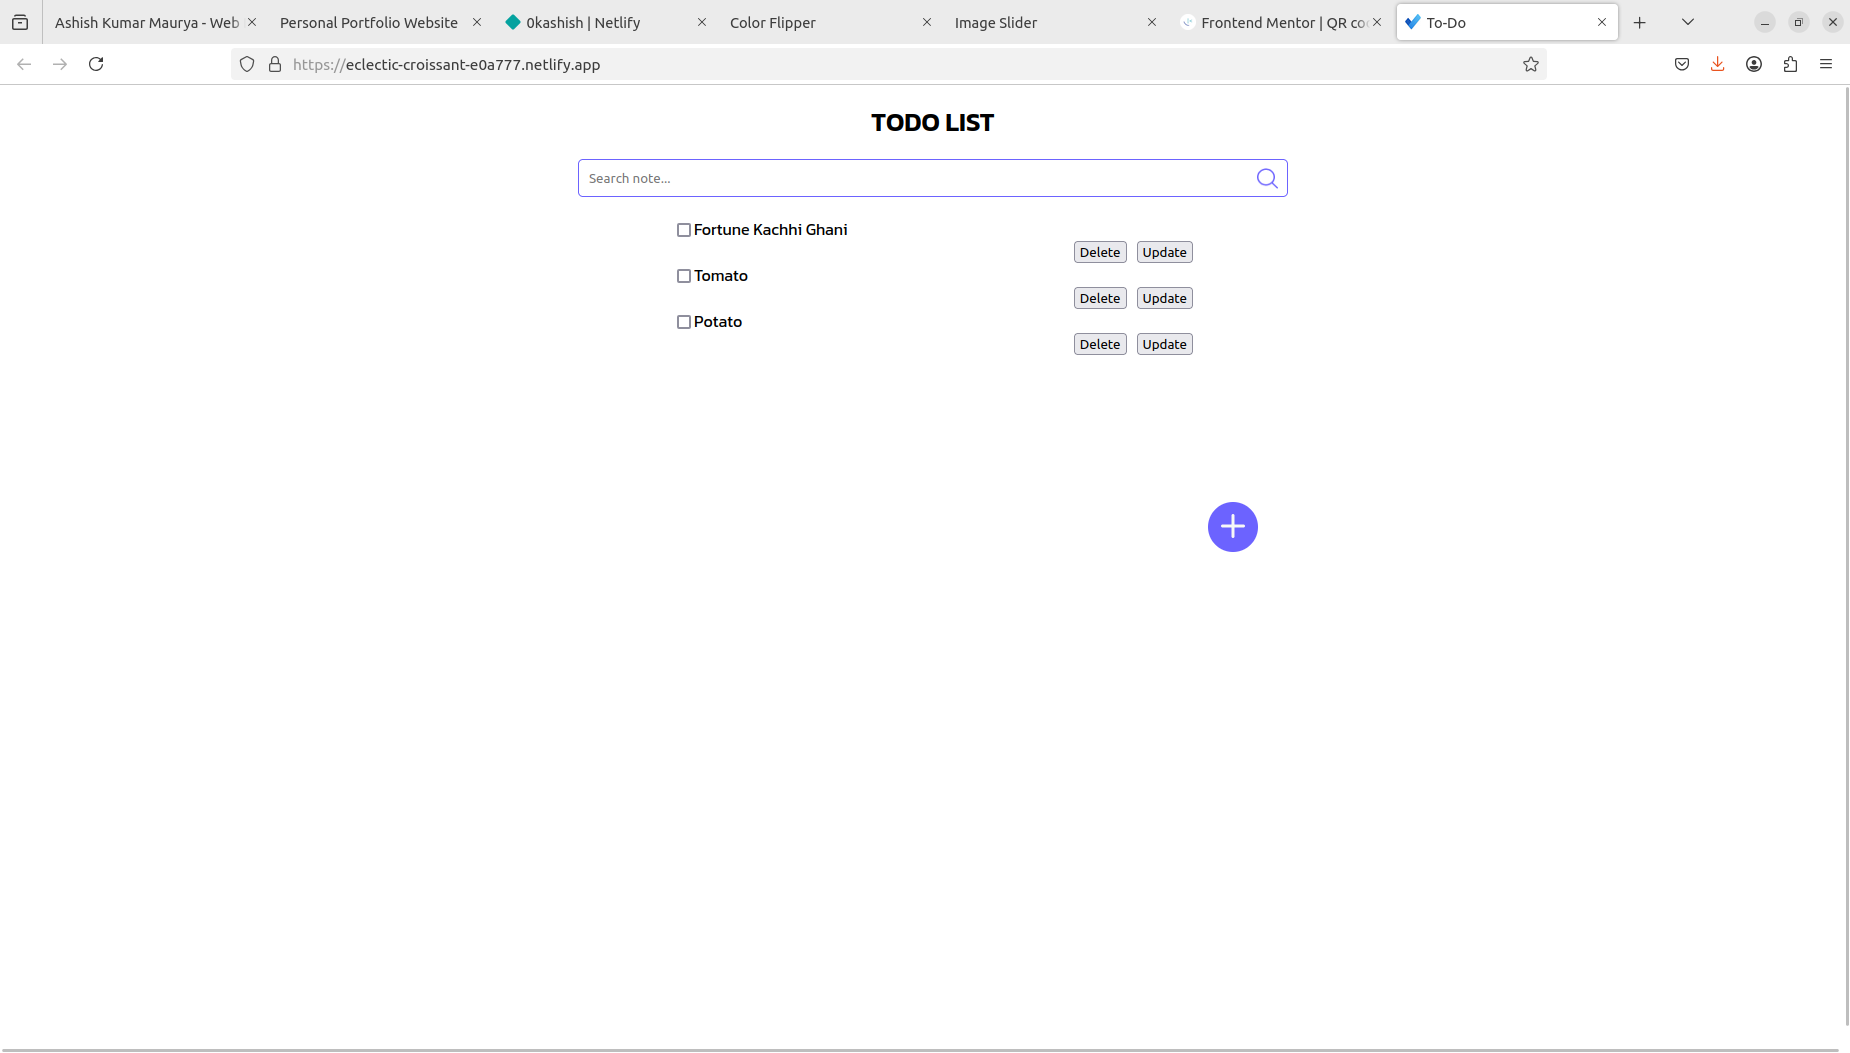 Ashish Kumar Maurya - Web
Personal Portfolio Website
0kashish | Netlify
Color Flipper
Image Slider
Frontend Mentor | QR co
To-Do
https://eclectic-croissant-e0a777.netlify.app
TODO LIST
Search note...
Fortune Kachhi Ghani
Delete Update
Tomato
Delete Update
Potato
Delete Update